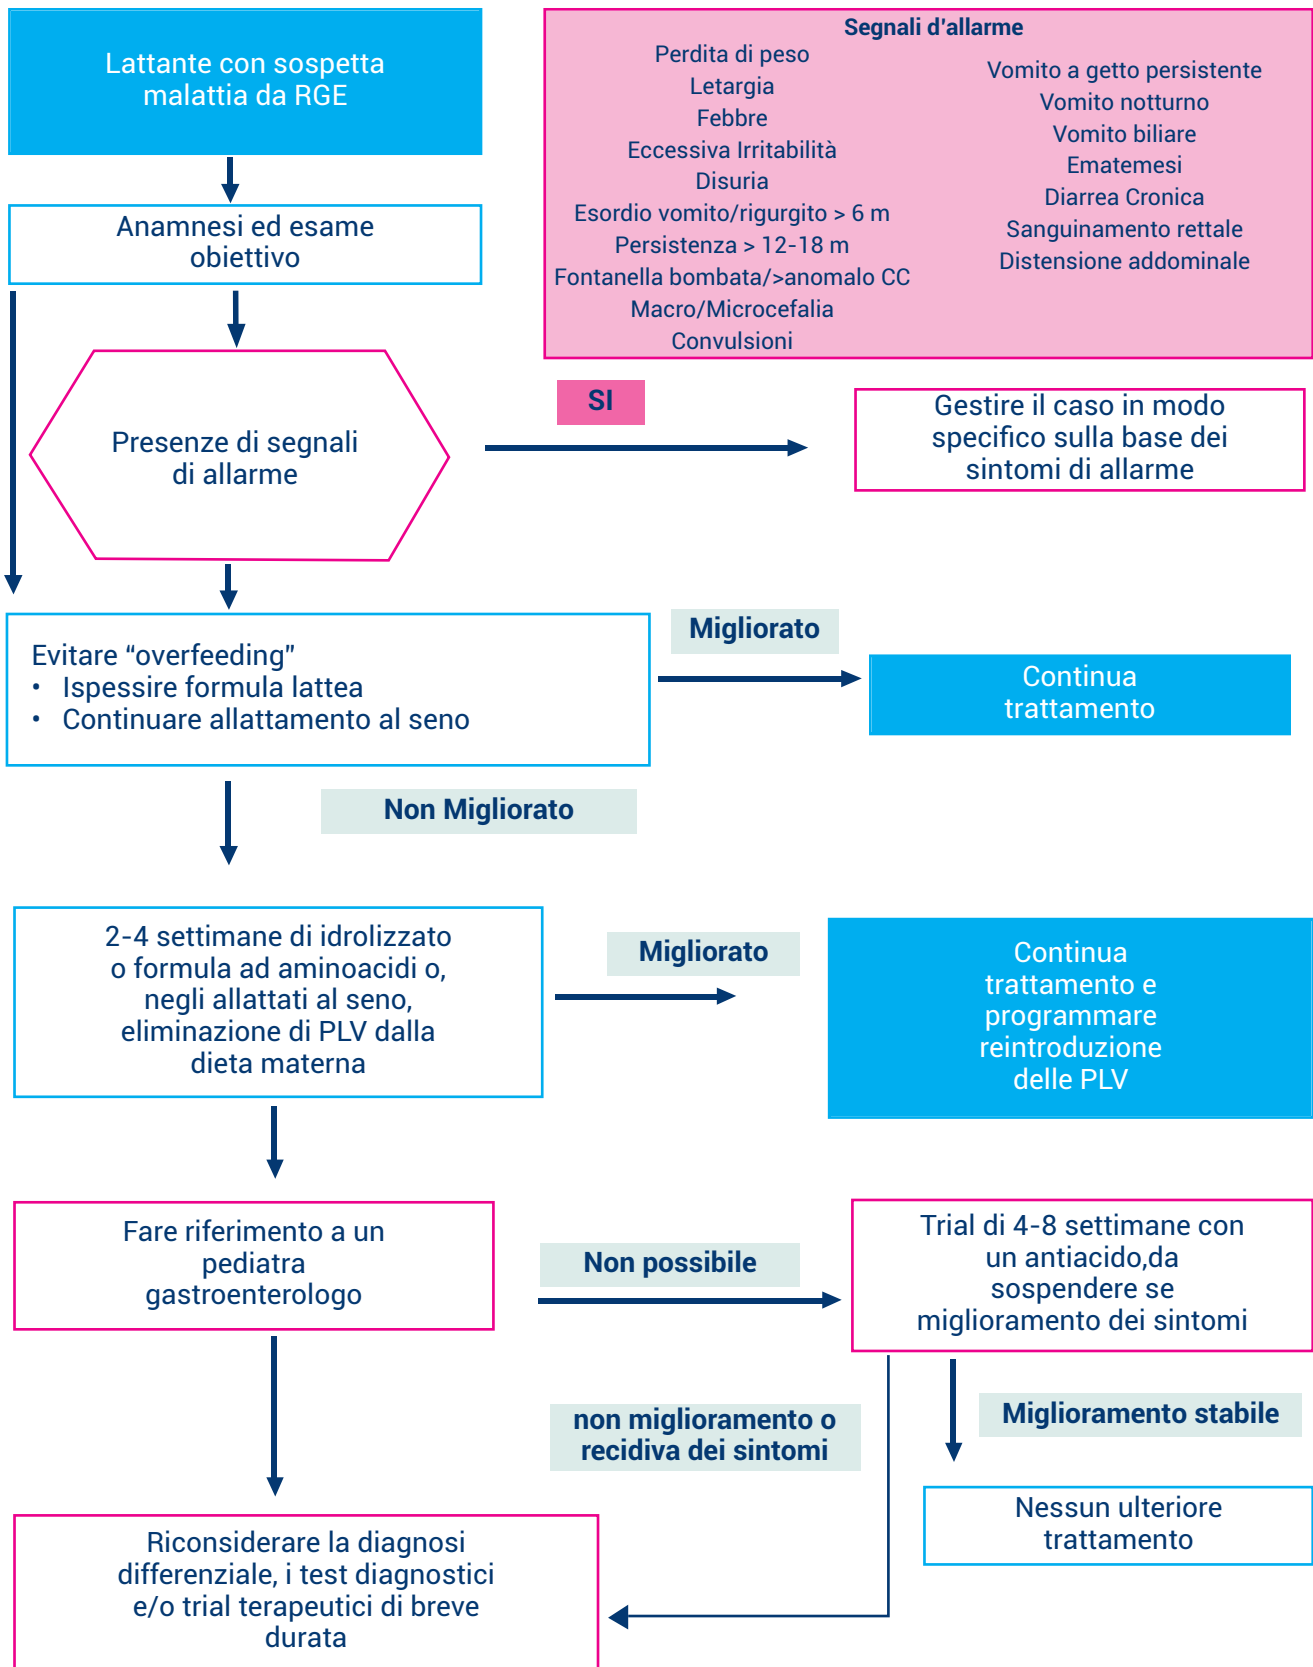 Lattante con sospetta
malattia da RGE
Segnali d'allarme
Perdita di peso
Letargia
Febbre
Eccessiva Irritabilità
Disuria
Esordio vomito/rigurgito > 6 m
Persistenza > 12-18 m
Fontanella bombata/>anomalo CC
Macro/Microcefalia
Convulsioni
Vomito a getto persistente
Vomito notturno
Vomito biliare
Ematemesi
Diarrea Cronica
Sanguinamento rettale
Distensione addominale
Anamnesi ed esame
obiettivo
Presenze di segnali
di allarme
SI
Gestire il caso in modo
specifico sulla base dei
sintomi di allarme
Evitare “overfeeding”
• Ispessire formula lattea
• Continuare allattamento al seno
Migliorato
Continua
trattamento
Non Migliorato
2-4 settimane di idrolizzato
o formula ad aminoacidi o,
negli allattati al seno,
eliminazione di PLV dalla
dieta materna
Migliorato
Continua
trattamento e
programmare
reintroduzione
delle PLV
Fare riferimento a un
pediatra
gastroenterologo
Non possibile
Trial di 4-8 settimane con
un antiacido,da
sospendere se
miglioramento dei sintomi
non miglioramento o
recidiva dei sintomi
Miglioramento stabile
Nessun ulteriore
trattamento
Riconsiderare la diagnosi
differenziale, i test diagnostici
e/o trial terapeutici di breve
durata